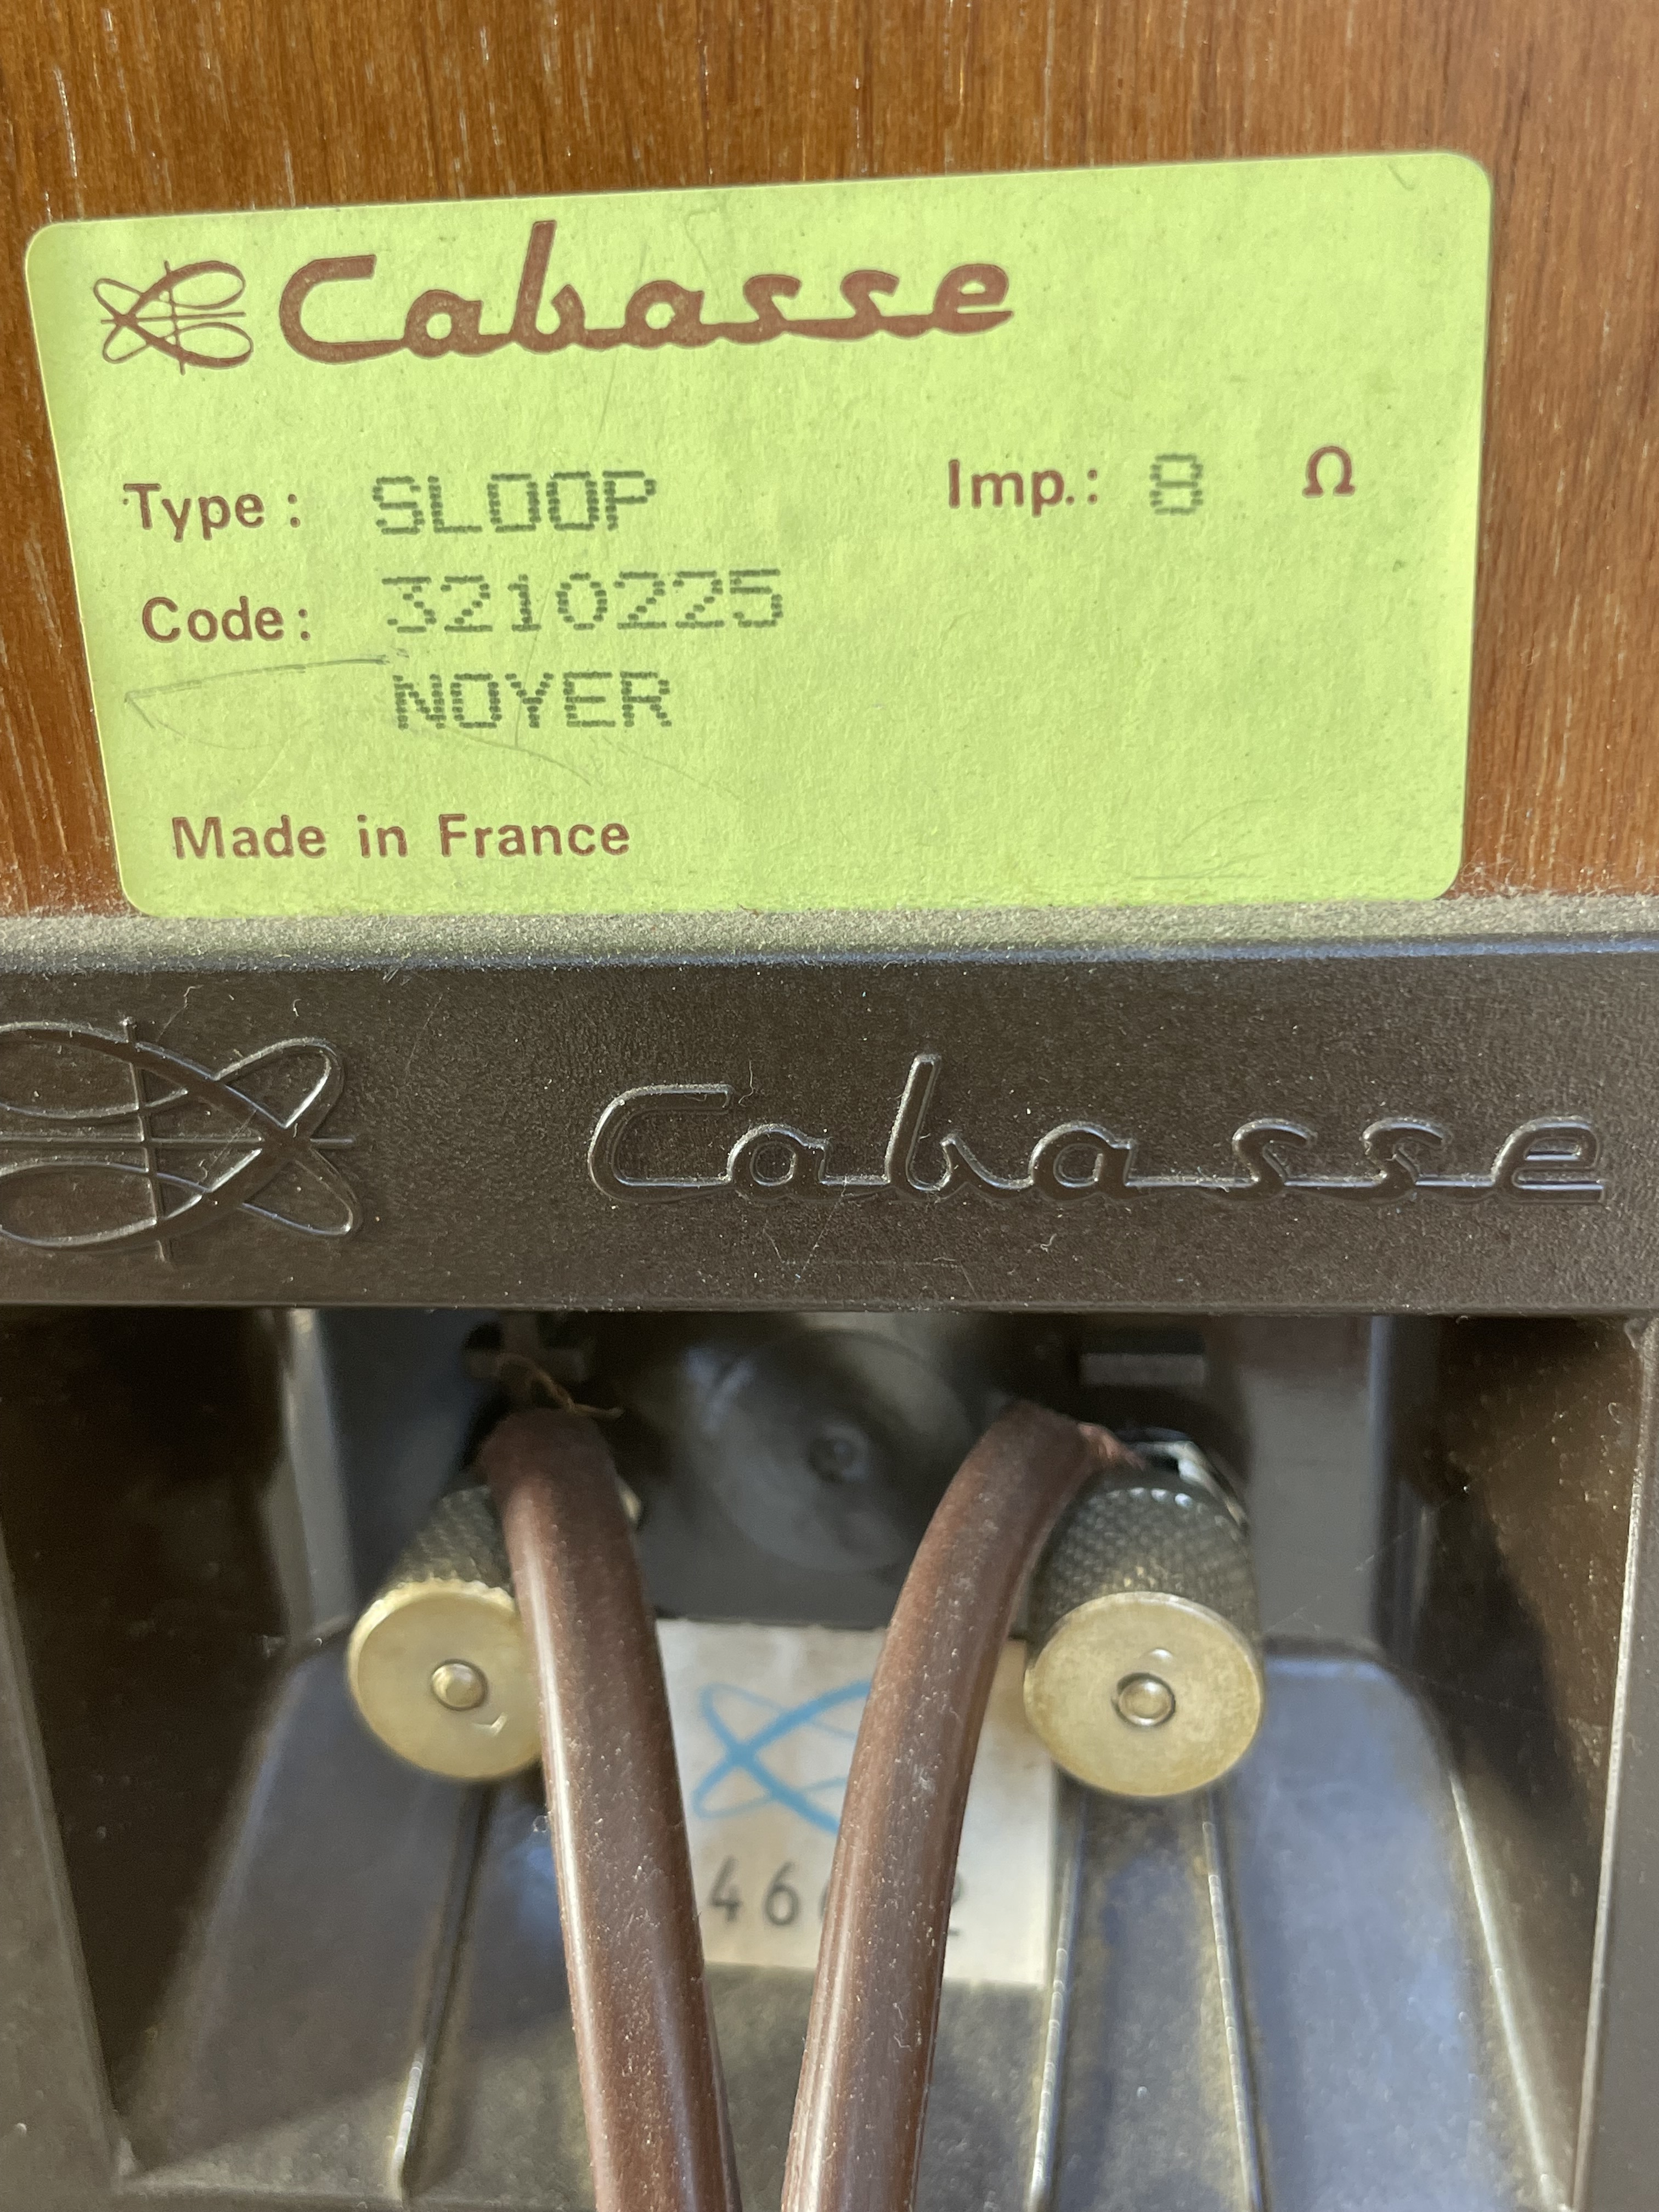 Cabasse
Type: SLOOP Imp.: 8 Ω
Code: 3210225
NOYER
Made in France
Cabasse